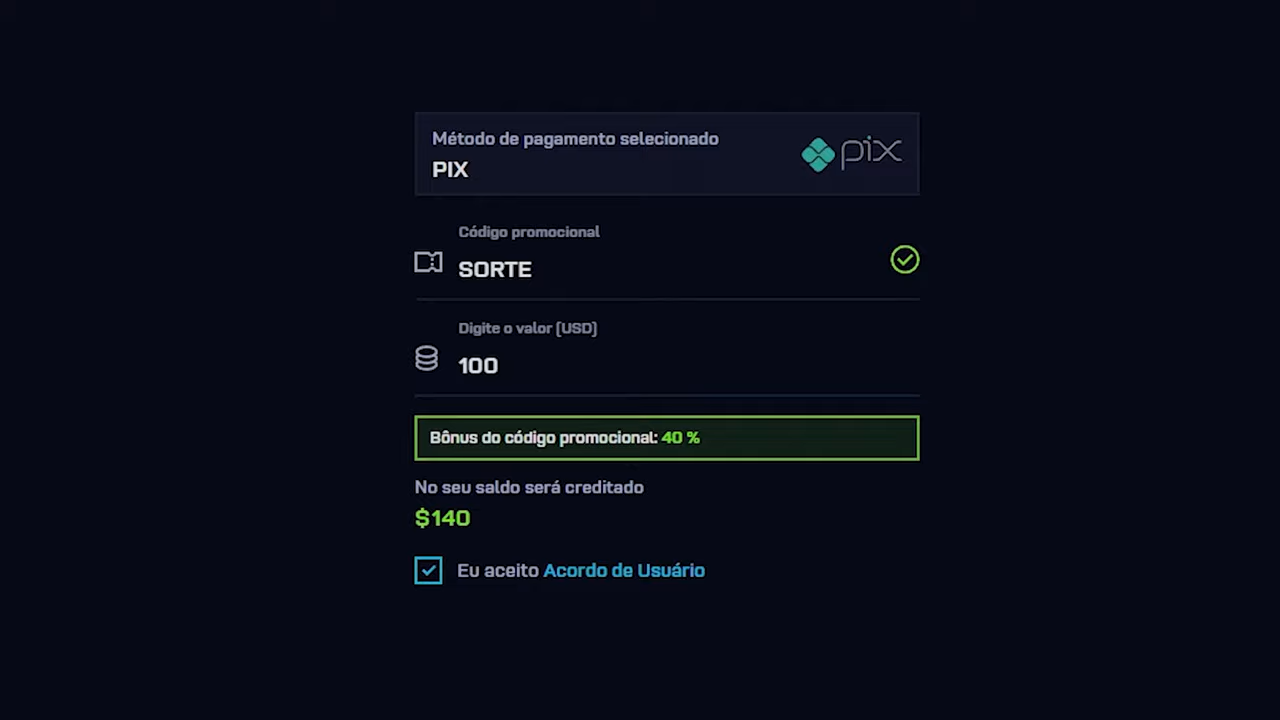 Método de pagamento selecionado
PIX
pix
Código promocional
SORTE
Digite o valor (USD)
100
Bônus do código promocional: 40 %
No seu saldo será creditado
$140
Eu aceito Acordo de Usuário